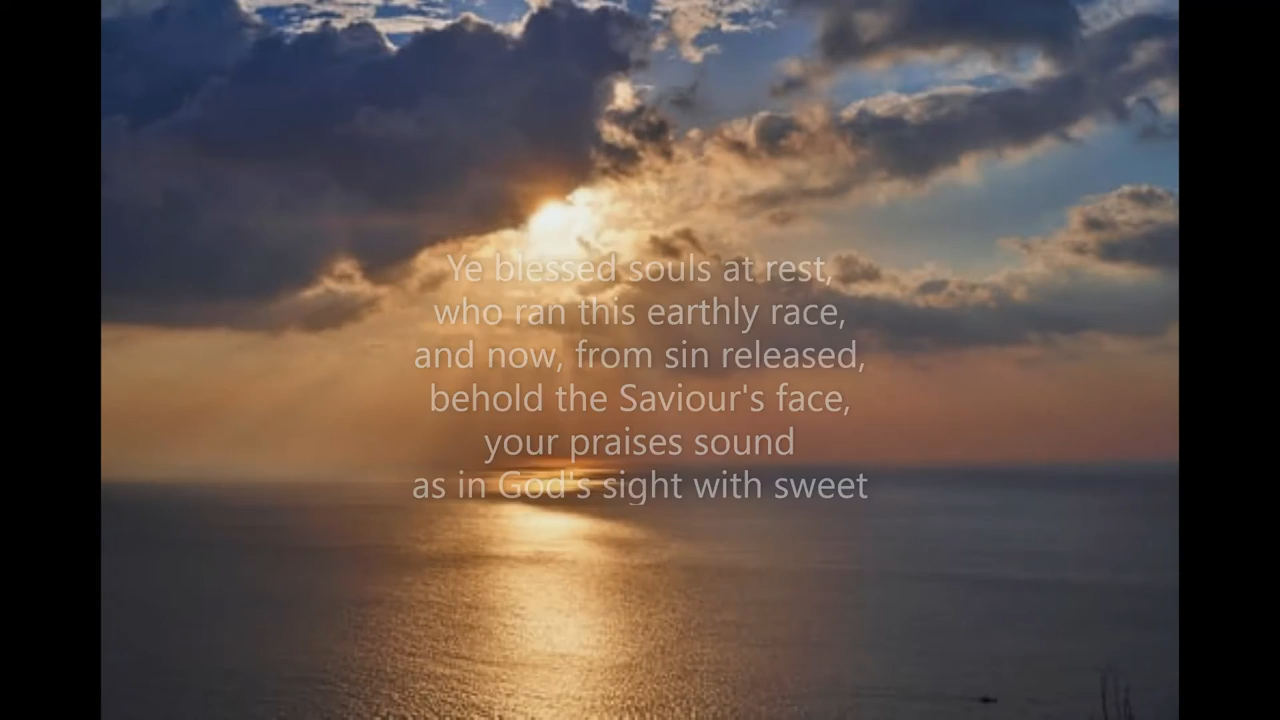 Ye blessed souls at rest,
who ran this earthly race,
and now, from sin released,
behold the Saviour's face,
your praises sound
as in God's sight with sweet